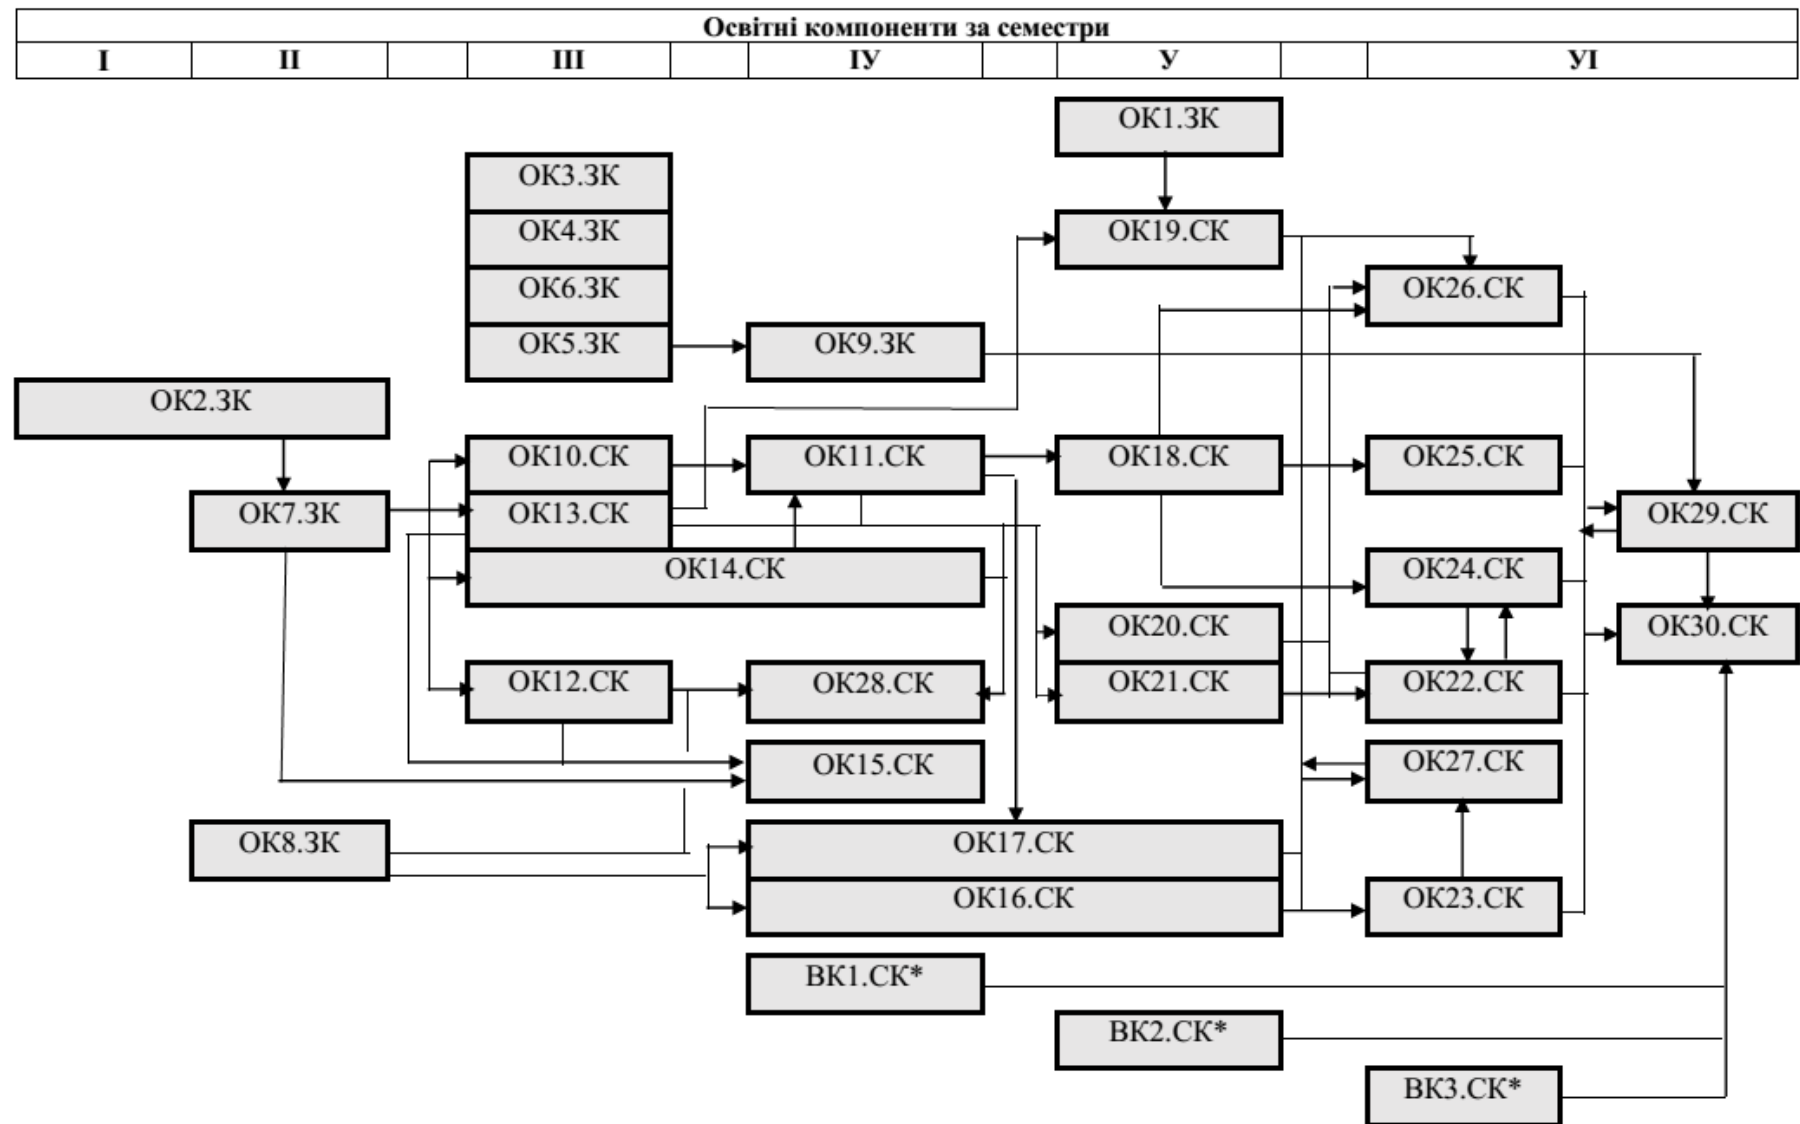 Освітні компоненти за семестри
І ІІ ІІІ ІУ У УІ
ОК1.ЗК
ОК3.ЗК
ОК4.ЗК ОК19.СК
ОК6.ЗК ОК26.СК
ОК5.ЗК ОК9.ЗК
ОК2.ЗК
ОК10.СК ОК11.СК ОК18.СК ОК25.СК
ОК7.ЗК ОК13.СК ОК29.СК
ОК14.СК ОК24.СК
ОК20.СК ОК30.СК
ОК12.СК ОК28.СК ОК21.СК ОК22.СК
ОК15.СК ОК27.СК
ОК8.ЗК ОК17.СК
ОК16.СК ОК23.СК
ВК1.СК*
ВК2.СК*
ВК3.СК*